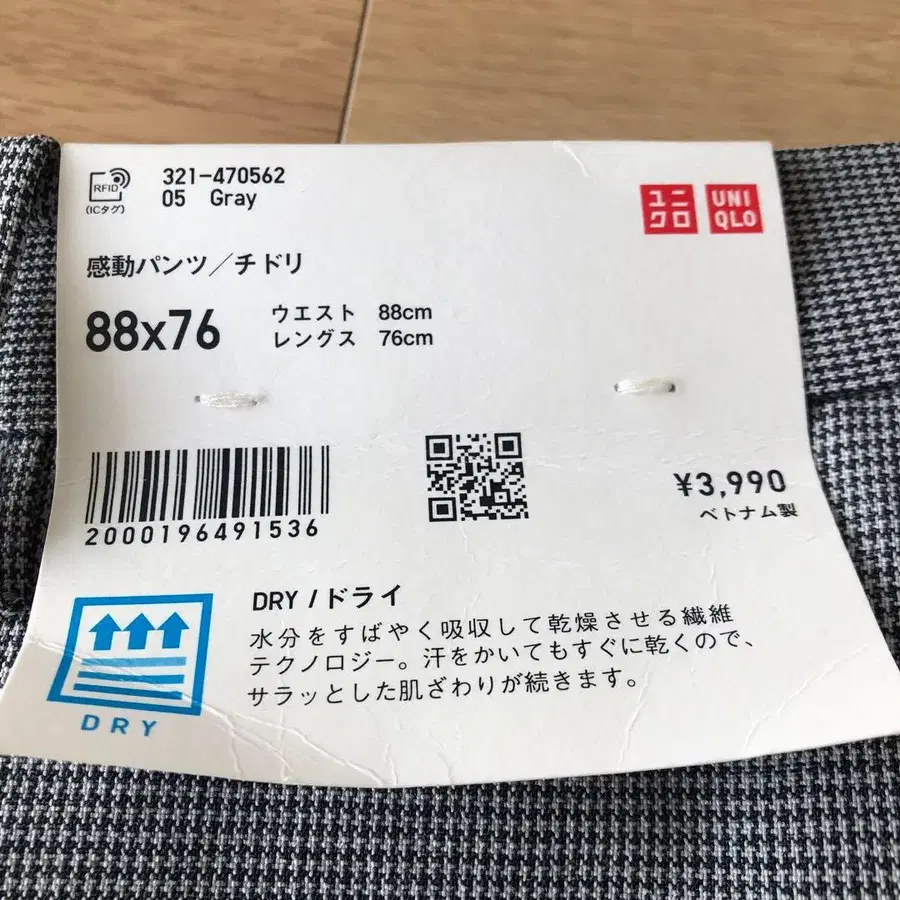 RFID
(ICタグ)
321-470562
05 Gray
ユニ
クロ
UNI
QLO
感動パンツ/チドリ
88x76
ウエスト 88cm
レングス 76cm
2000196491536
¥3,990
ベトナム製
DRY
DRY /ドライ
水分をすばやく吸収して乾燥させる繊維
テクノロジー。汗をかいてもすぐに乾くので、
サラッとした肌ざわりが続きます。